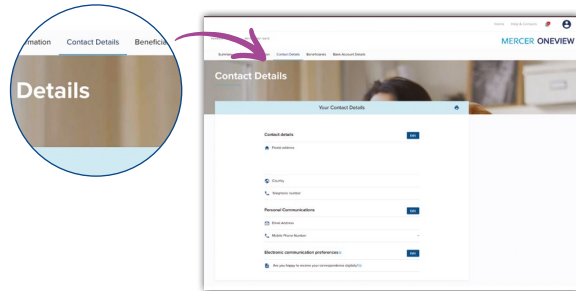 mation Contact Details Beneficia
Details
Home Help & Contacts
MERCER ONEVIEW
Contact Details Beneficiaries Bank Account Details
Contact Details
Your Contact Details
Contact details Edit
Postal address
Country
Telephone number
Personal Communications Edit
Email Address
Mobile Phone Number
Electronic communication preferences Edit
Are you happy to receive your correspondence digitally?